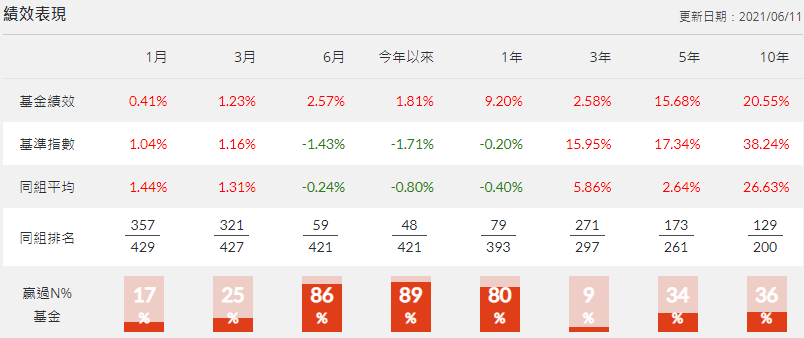 績效表現 更新日期：2021/06/11
1月 3月 6月 今年以來 1年 3年 5年 10年
基金績效 0.41% 1.23% 2.57% 1.81% 9.20% 2.58% 15.68% 20.55%
基準指數 1.04% 1.16% -1.43% -1.71% -0.20% 15.95% 17.34% 38.24%
同組平均 1.44% 1.31% -0.24% -0.80% -0.40% 5.86% 2.64% 26.63%
357 321 59 48 79 271 173 129
同組排名
429 427 421 421 393 297 261 200
贏過N% 17 25 86 89 80 9 34 36
基金 % % % % % % % %